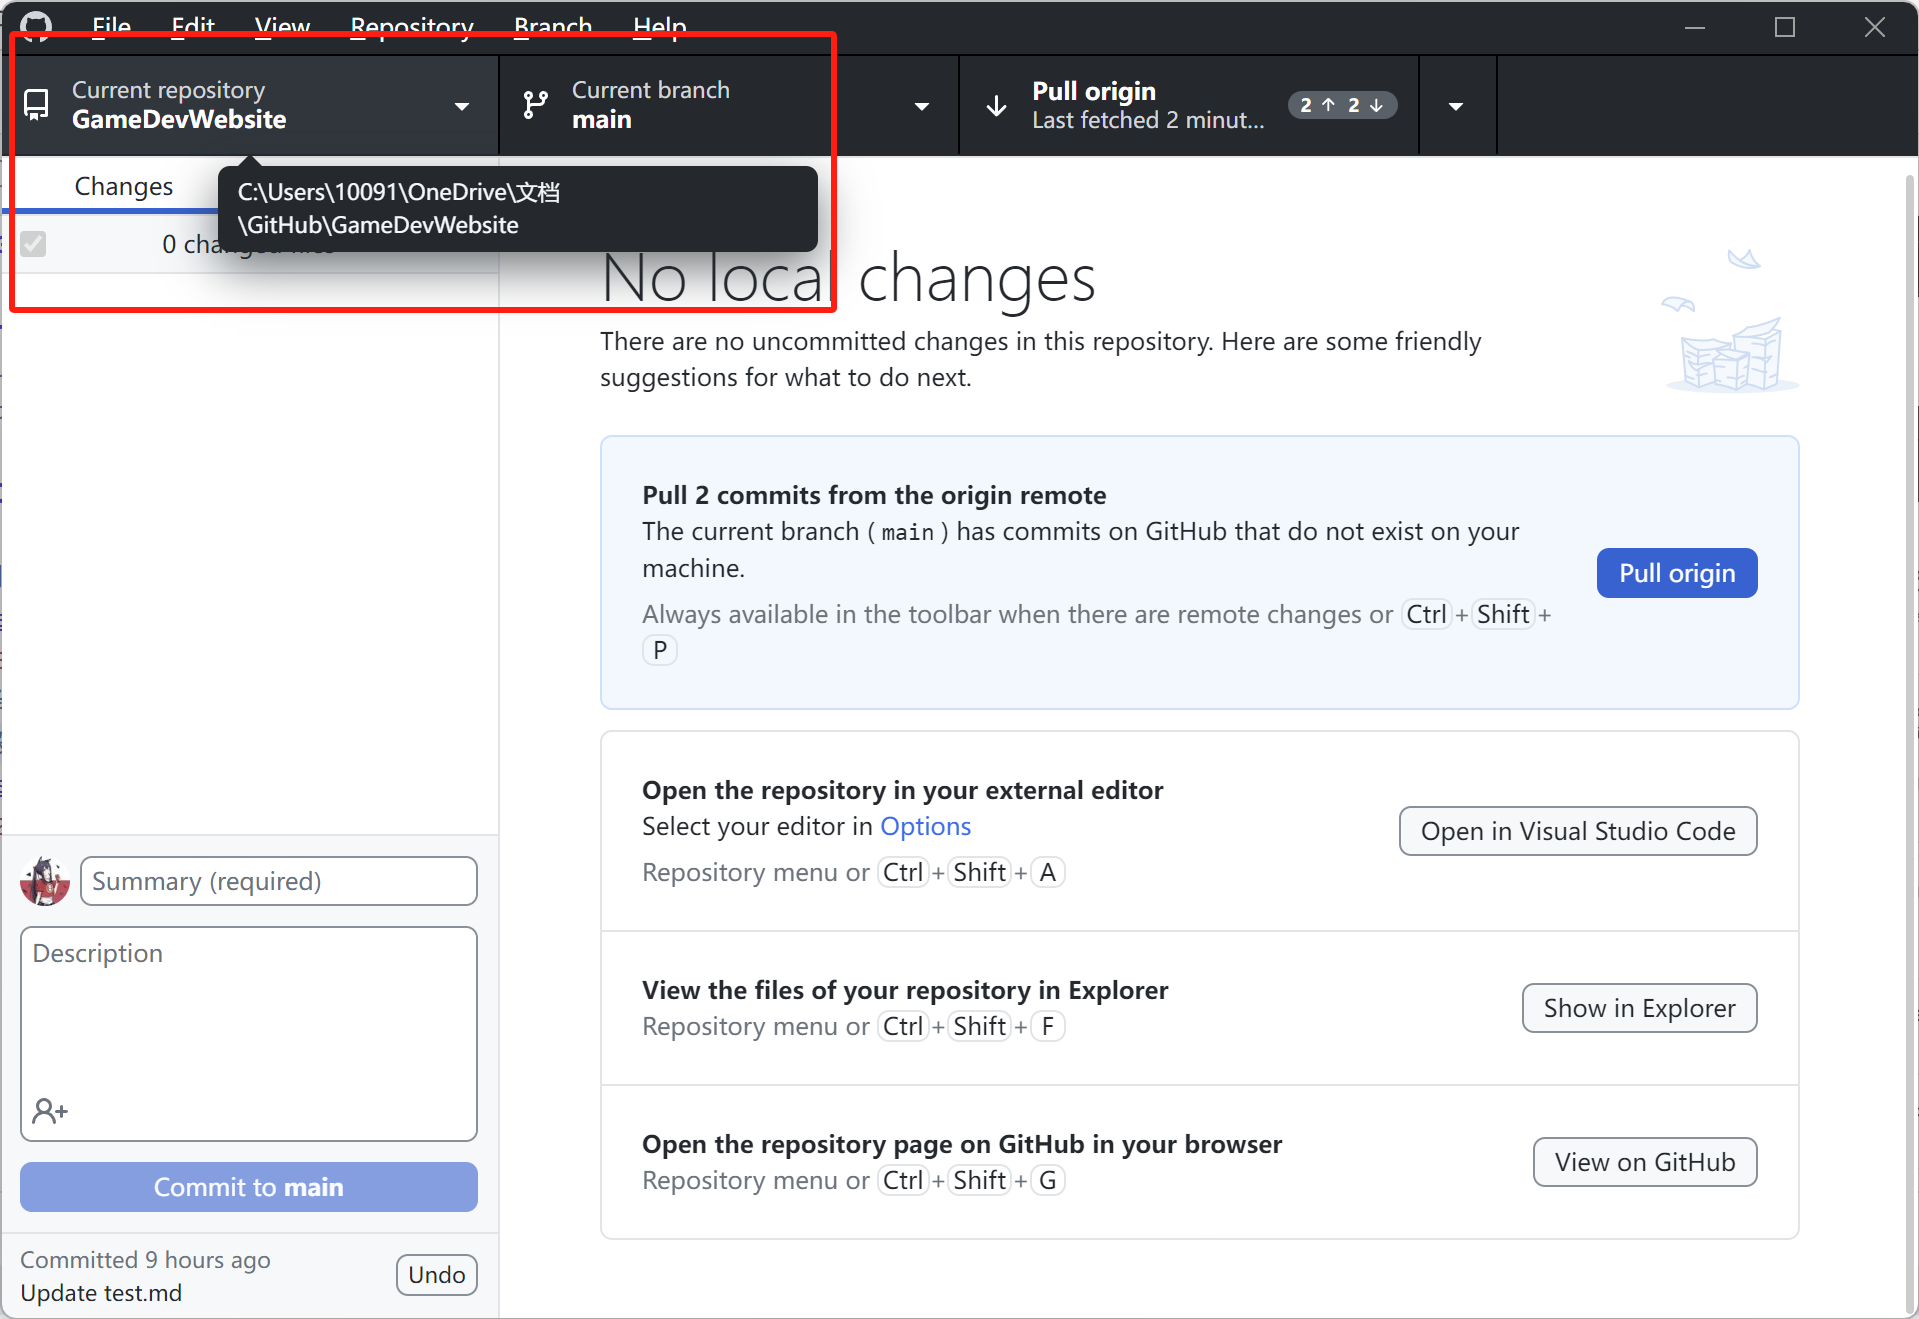 File Edit View Repository Branch Help
Current repository
GameDevWebsite
Current branch
main
Pull origin
Last fetched 2 minut...
2 ↑ 2 ↓
Changes
C:\Users\10091\OneDrive\文档
\GitHub\GameDevWebsite
0 changed files
No local changes
There are no uncommitted changes in this repository. Here are some friendly
suggestions for what to do next.
Pull 2 commits from the origin remote
The current branch ( main ) has commits on GitHub that do not exist on your
machine.
Always available in the toolbar when there are remote changes or Ctrl + Shift +
P
Pull origin
Open the repository in your external editor
Select your editor in Options
Repository menu or Ctrl + Shift + A
Open in Visual Studio Code
View the files of your repository in Explorer
Repository menu or Ctrl + Shift + F
Show in Explorer
Open the repository page on GitHub in your browser
Repository menu or Ctrl + Shift + G
View on GitHub
Summary (required)
Description
Commit to main
Committed 9 hours ago
Update test.md
Undo